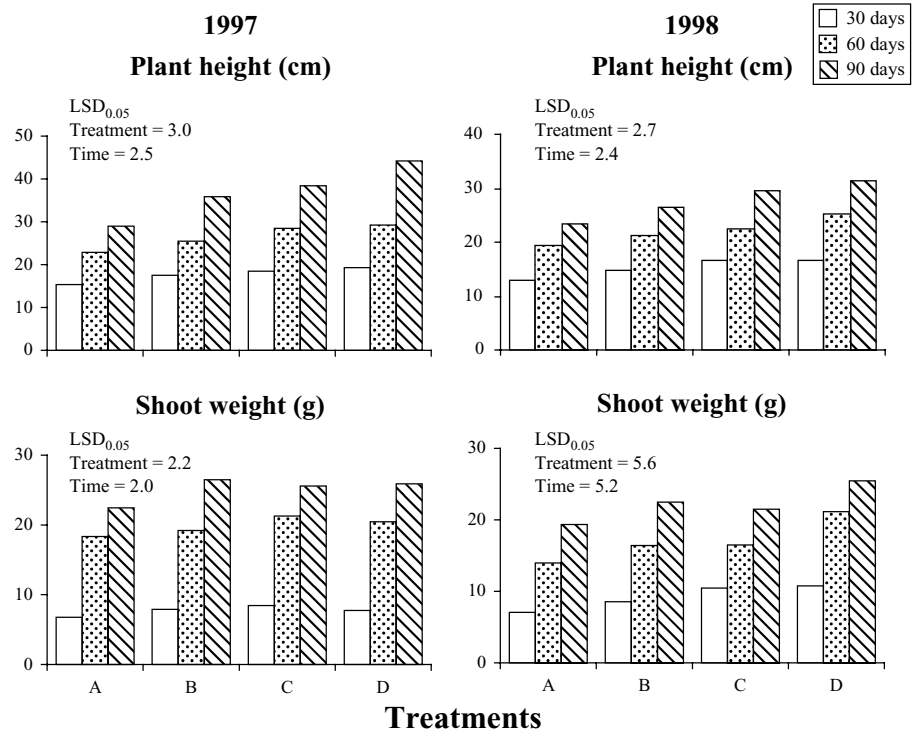 1997
Plant height (cm)
LSD0.05
Treatment = 3.0
Time = 2.5
50
40
30
20
10
0
1998
Plant height (cm)
30 days
60 days
90 days
LSD0.05
Treatment = 2.7
Time = 2.4
40
30
20
10
0
Shoot weight (g)
LSD0.05
Treatment = 2.2
Time = 2.0
30
20
10
0
A B C D
Shoot weight (g)
LSD0.05
Treatment = 5.6
Time = 5.2
30
20
10
0
A B C D
Treatments